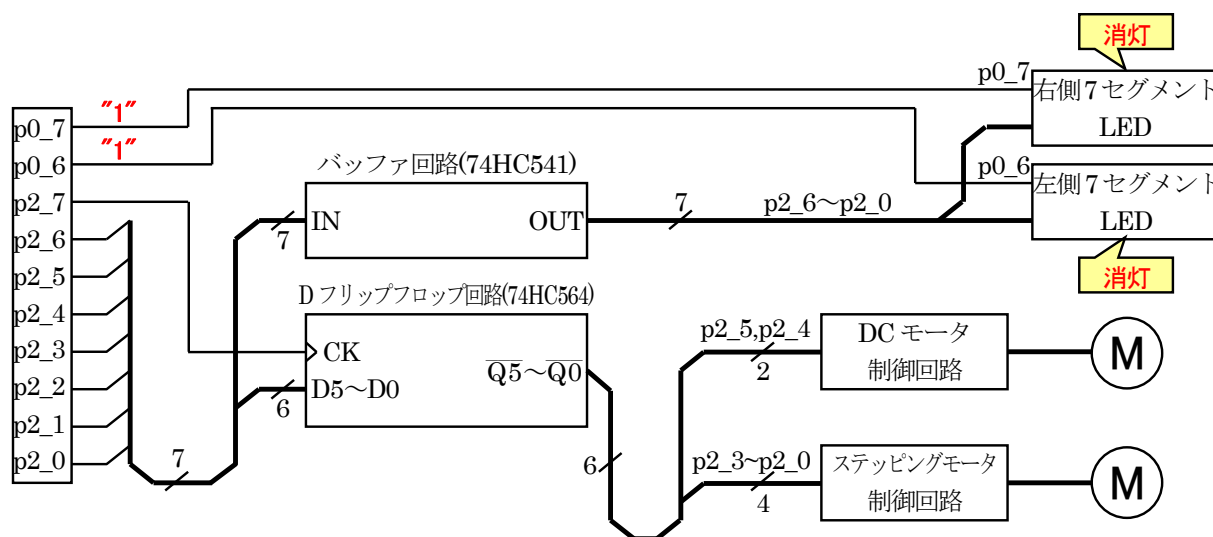 消灯
p0_7
右側7セグメント
LED
p0_7
"1"
p0_6
"1"
p2_7
p2_6
p2_5
p2_4
p2_3
p2_2
p2_1
p2_0
7
バッファ回路(74HC541)
7
IN
OUT
7
p2_6～p2_0
p0_6
左側7セグメント
LED
消灯
Dフリップフロップ回路(74HC564)
CK
6
D5～D0
Q5～Q0
6
p2_5,p2_4
2
DCモータ
制御回路
M
p2_3~p2_0
4
ステッピングモータ
制御回路
M